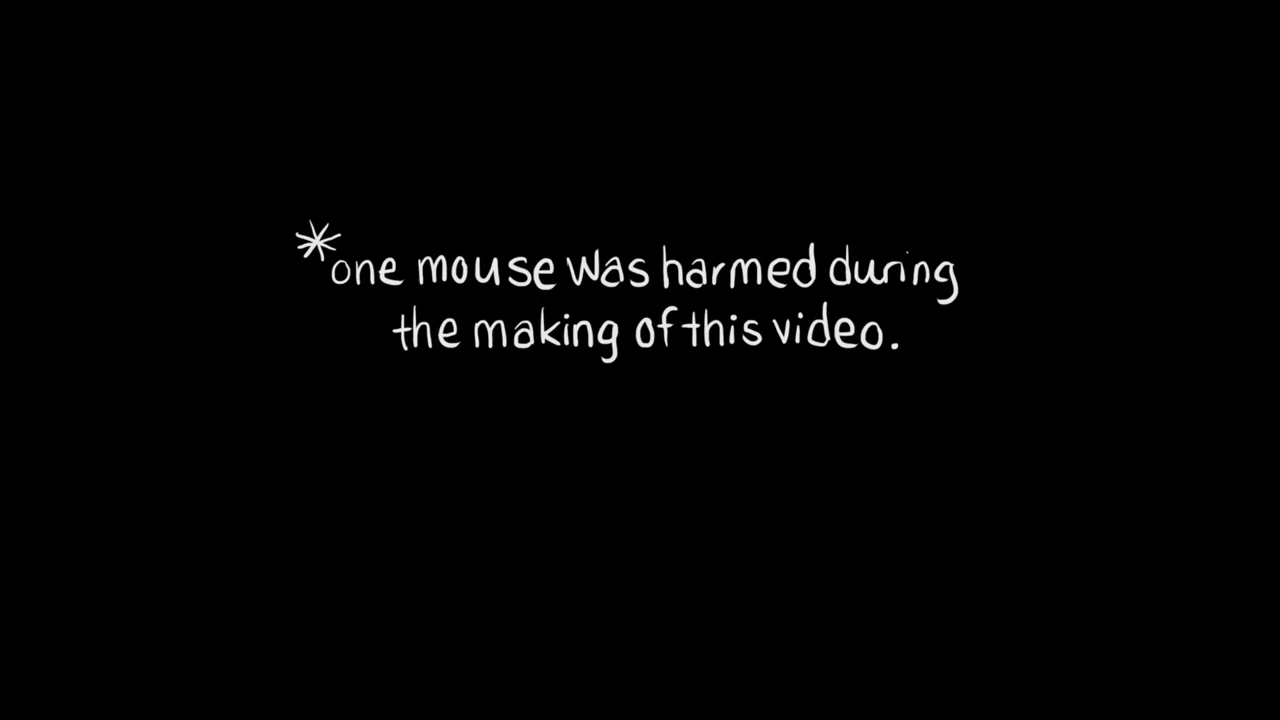 *one mouse was harmed during
the making of this video.